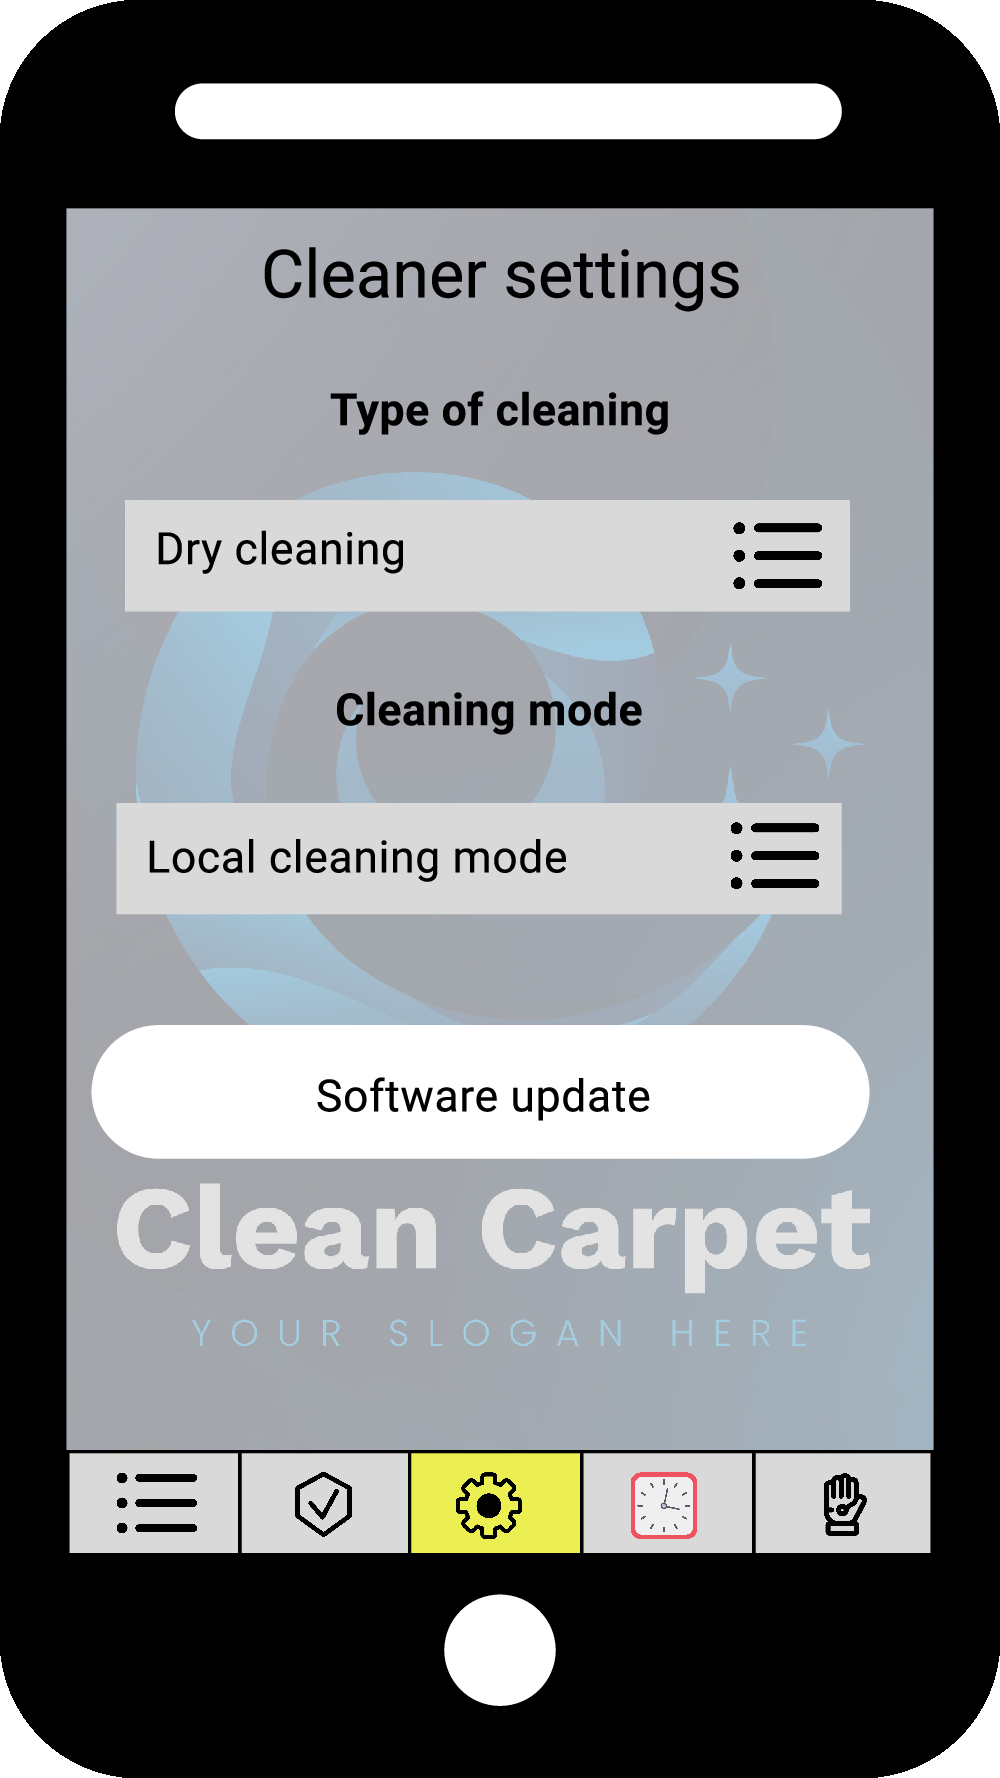 Cleaner settings
Type of cleaning
Dry cleaning
Cleaning mode
Local cleaning mode
Software update
Clean Carpet
YOUR SLOGAN HERE